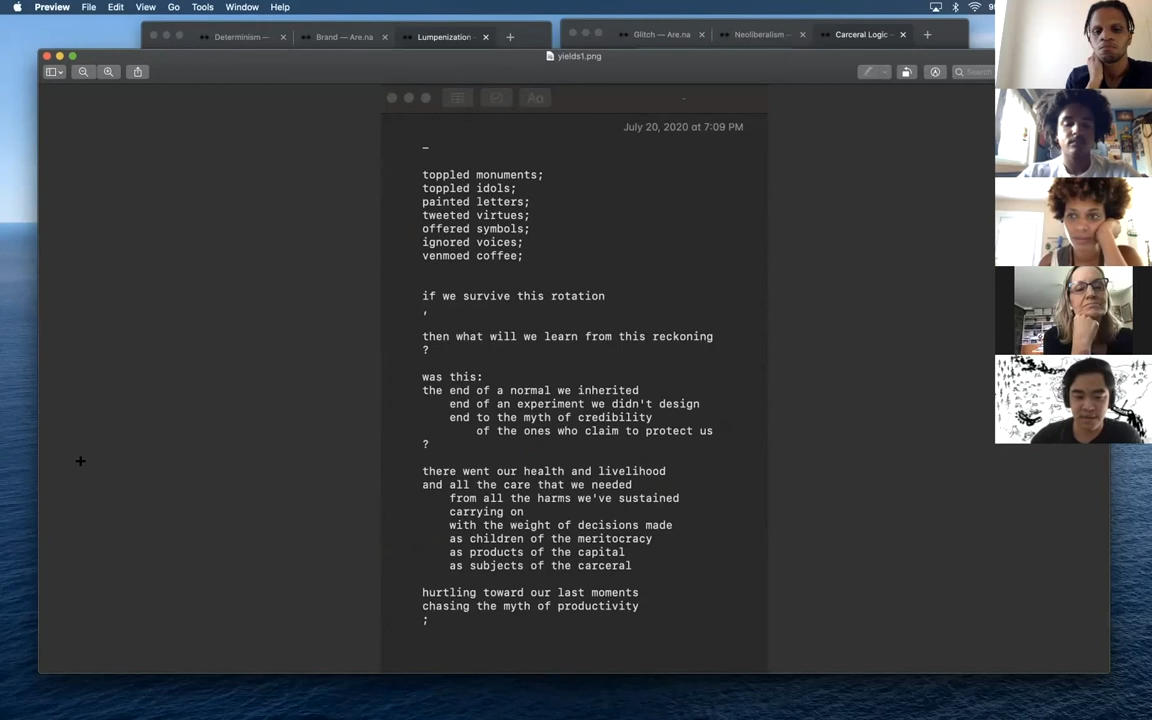 Preview File Edit View Go Tools Window Help
Determinism —
Brand — Are.na
Lumpenization
Glitch — Are.na
Neoliberalism —
Carceral Logic —
yields1.png
Search
Aa
July 20, 2020 at 7:09 PM
—
toppled monuments;
toppled idols;
painted letters;
tweeted virtues;
offered symbols;
ignored voices;
venmoed coffee;
if we survive this rotation
,
then what will we learn from this reckoning
?
was this:
the end of a normal we inherited
end of an experiment we didn't design
end to the myth of credibility
of the ones who claim to protect us
?
there went our health and livelihood
and all the care that we needed
from all the harms we've sustained
carrying on
with the weight of decisions made
as children of the meritocracy
as products of the capital
as subjects of the carceral
hurtling toward our last moments
chasing the myth of productivity
;